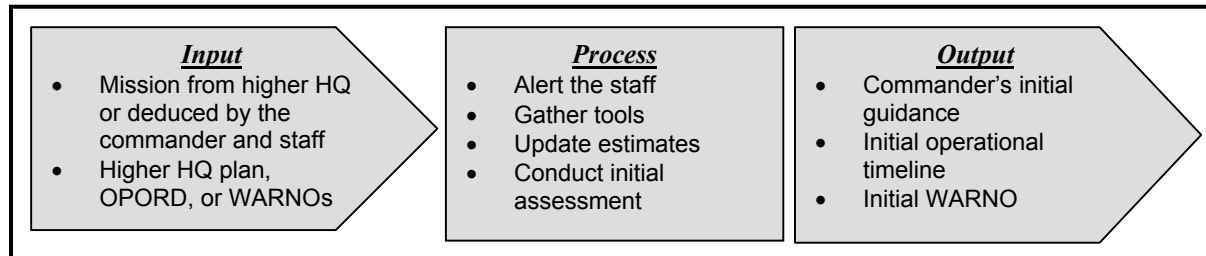 Input
• Mission from higher HQ
or deduced by the
commander and staff
• Higher HQ plan,
OPORD, or WARNOs
Process
• Alert the staff
• Gather tools
• Update estimates
• Conduct initial
assessment
Output
• Commander’s initial
guidance
• Initial operational
timeline
• Initial WARNO